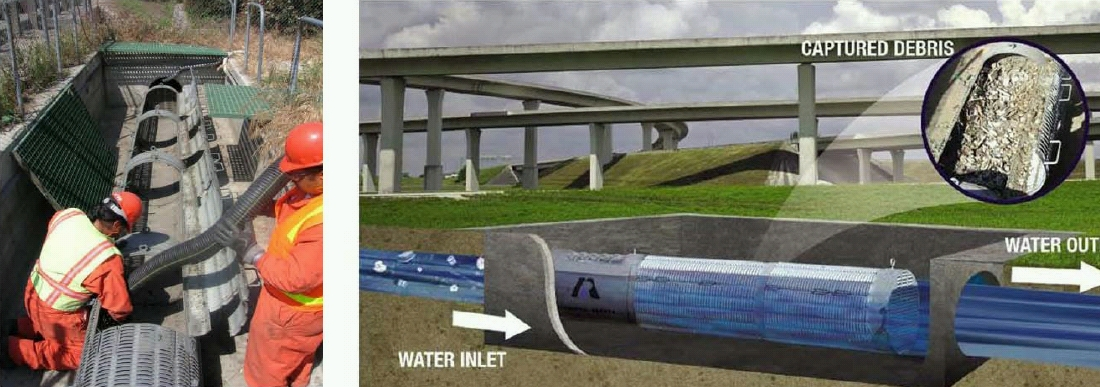 CAPTURED DEBRIS
WATER OUT
WATER INLET